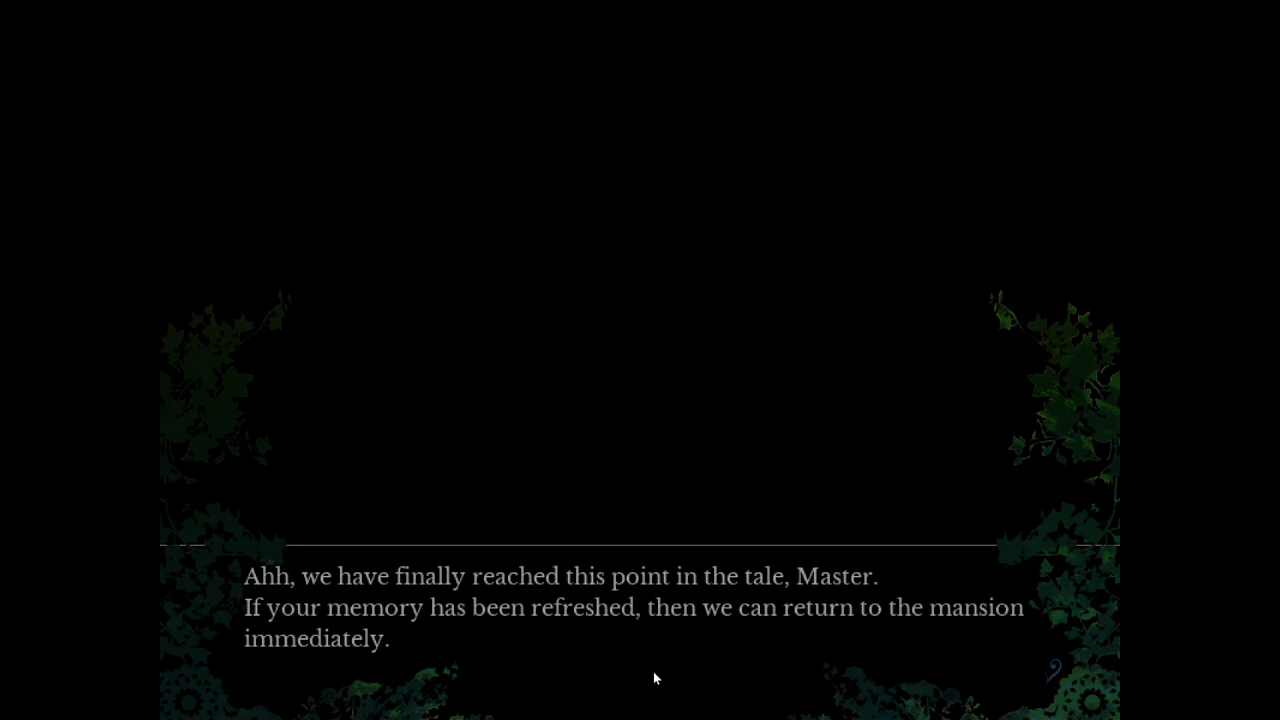 Ahh, we have finally reached this point in the tale, Master.
If your memory has been refreshed, then we can return to the mansion
immediately.